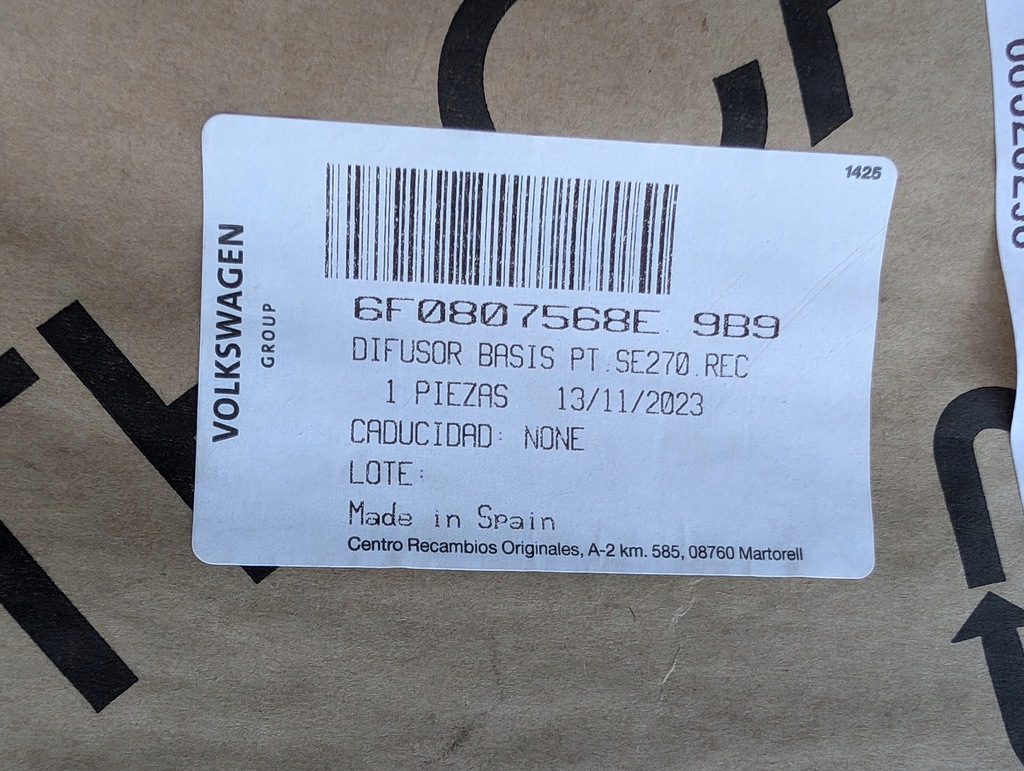 1425
VOLKSWAGEN
GROUP
6F0807568E 9B9
DIFUSOR BASIS PT.SE270.REC
1 PIEZAS 13/11/2023
CADUCIDAD: NONE
LOTE:
Made in Spain
Centro Recambios Originales, A-2 km. 585, 08760 Martorell